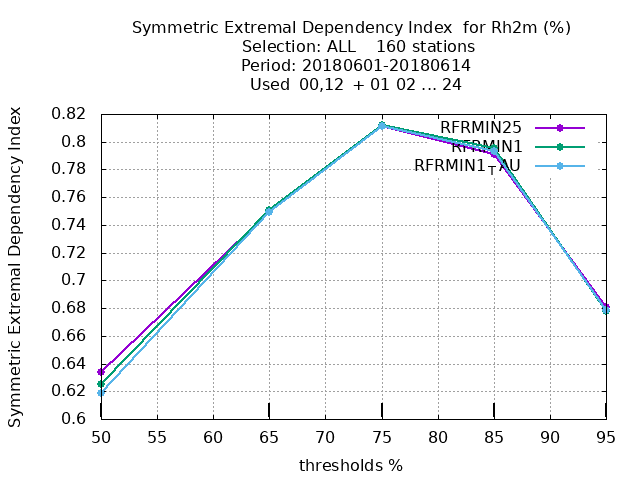 Symmetric Extremal Dependency Index for Rh2m (%)
Selection: ALL 160 stations
Period: 20180601-20180614
Used 00,12 + 01 02 ... 24
Symmetric Extremal Dependency Index
0.82
0.8
0.78
0.76
0.74
0.72
0.7
0.68
0.66
0.64
0.62
0.6
RFRMIN25
RFRMIN1
RFRMIN1_TAU
50 55 60 65 70 75 80 85 90 95
thresholds %